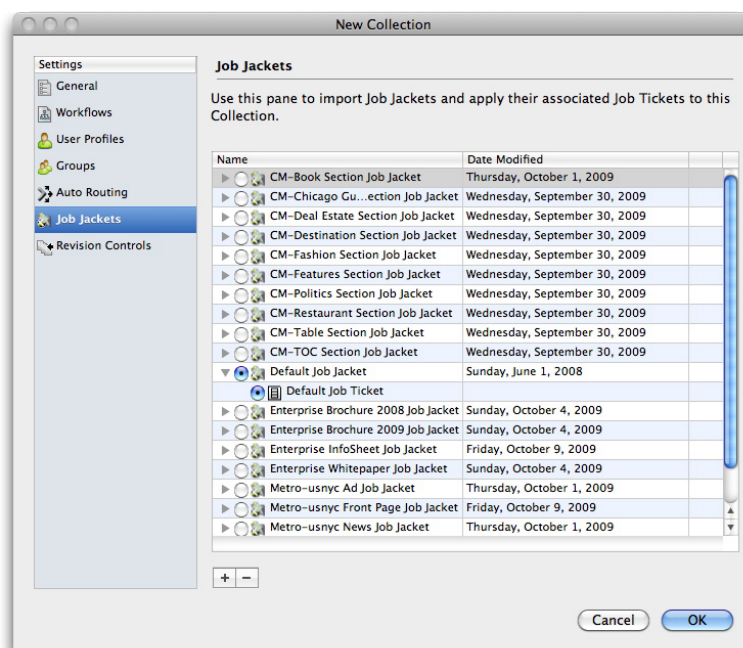 New Collection
Settings
General
Workflows
User Profiles
Groups
Auto Routing
Job Jackets
Revision Controls
Job Jackets
Use this pane to import Job Jackets and apply their associated Job Tickets to this
Collection.
Name Date Modified
CM-Book Section Job Jacket Thursday, October 1, 2009
CM-Chicago Gu...ection Job Jacket Wednesday, September 30, 2009
CM-Deal Estate Section Job Jacket Wednesday, September 30, 2009
CM-Destination Section Job Jacket Wednesday, September 30, 2009
CM-Fashion Section Job Jacket Wednesday, September 30, 2009
CM-Features Section Job Jacket Wednesday, September 30, 2009
CM-Politics Section Job Jacket Wednesday, September 30, 2009
CM-Restaurant Section Job Jacket Wednesday, September 30, 2009
CM-Table Section Job Jacket Wednesday, September 30, 2009
CM-TOC Section Job Jacket Wednesday, September 30, 2009
Default Job Jacket Sunday, June 1, 2008
Default Job Ticket
Enterprise Brochure 2008 Job Jacket Sunday, October 4, 2009
Enterprise Brochure 2009 Job Jacket Sunday, October 4, 2009
Enterprise InfoSheet Job Jacket Friday, October 9, 2009
Enterprise Whitepaper Job Jacket Sunday, October 4, 2009
Metro-usnyc Ad Job Jacket Thursday, October 1, 2009
Metro-usnyc Front Page Job Jacket Friday, October 9, 2009
Metro-usnyc News Job Jacket Thursday, October 1, 2009
+ −
Cancel OK